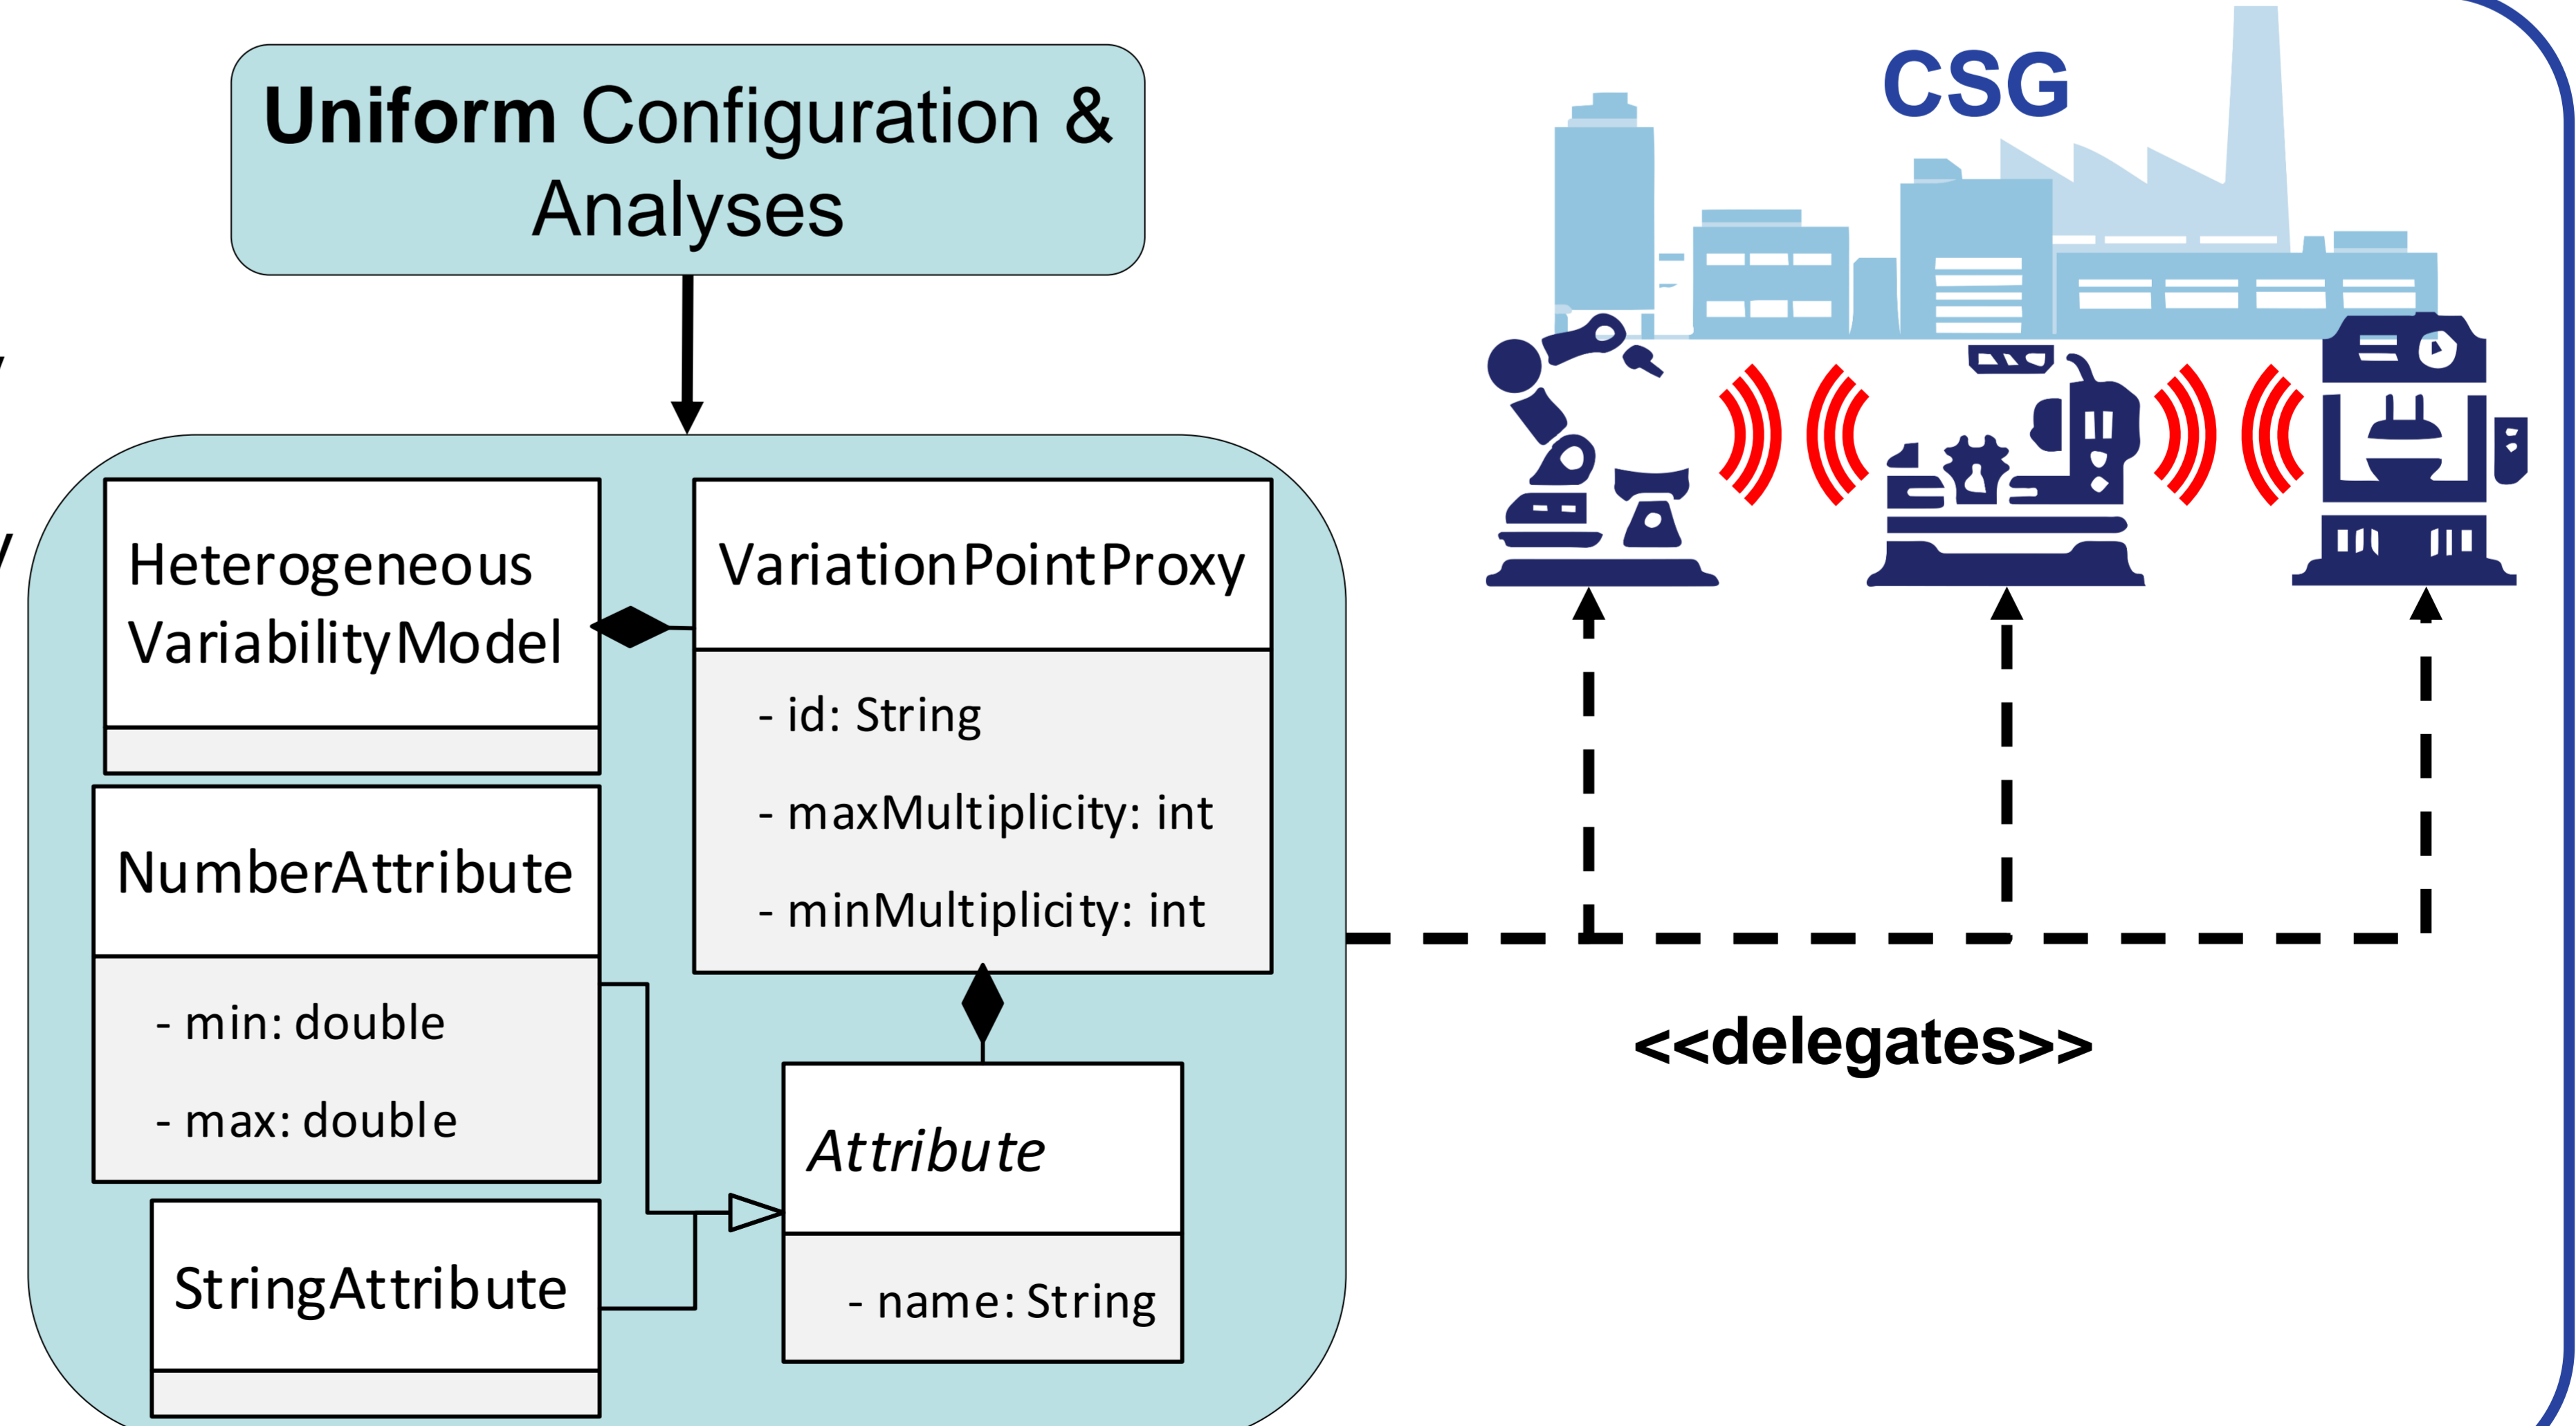 Uniform Configuration &
Analyses
CSG
Heterogeneous
VariabilityModel
VariationPointProxy
- id: String
- maxMultiplicity: int
- minMultiplicity: int
NumberAttribute
- min: double
- max: double
Attribute
- name: String
StringAttribute
<<delegates>>